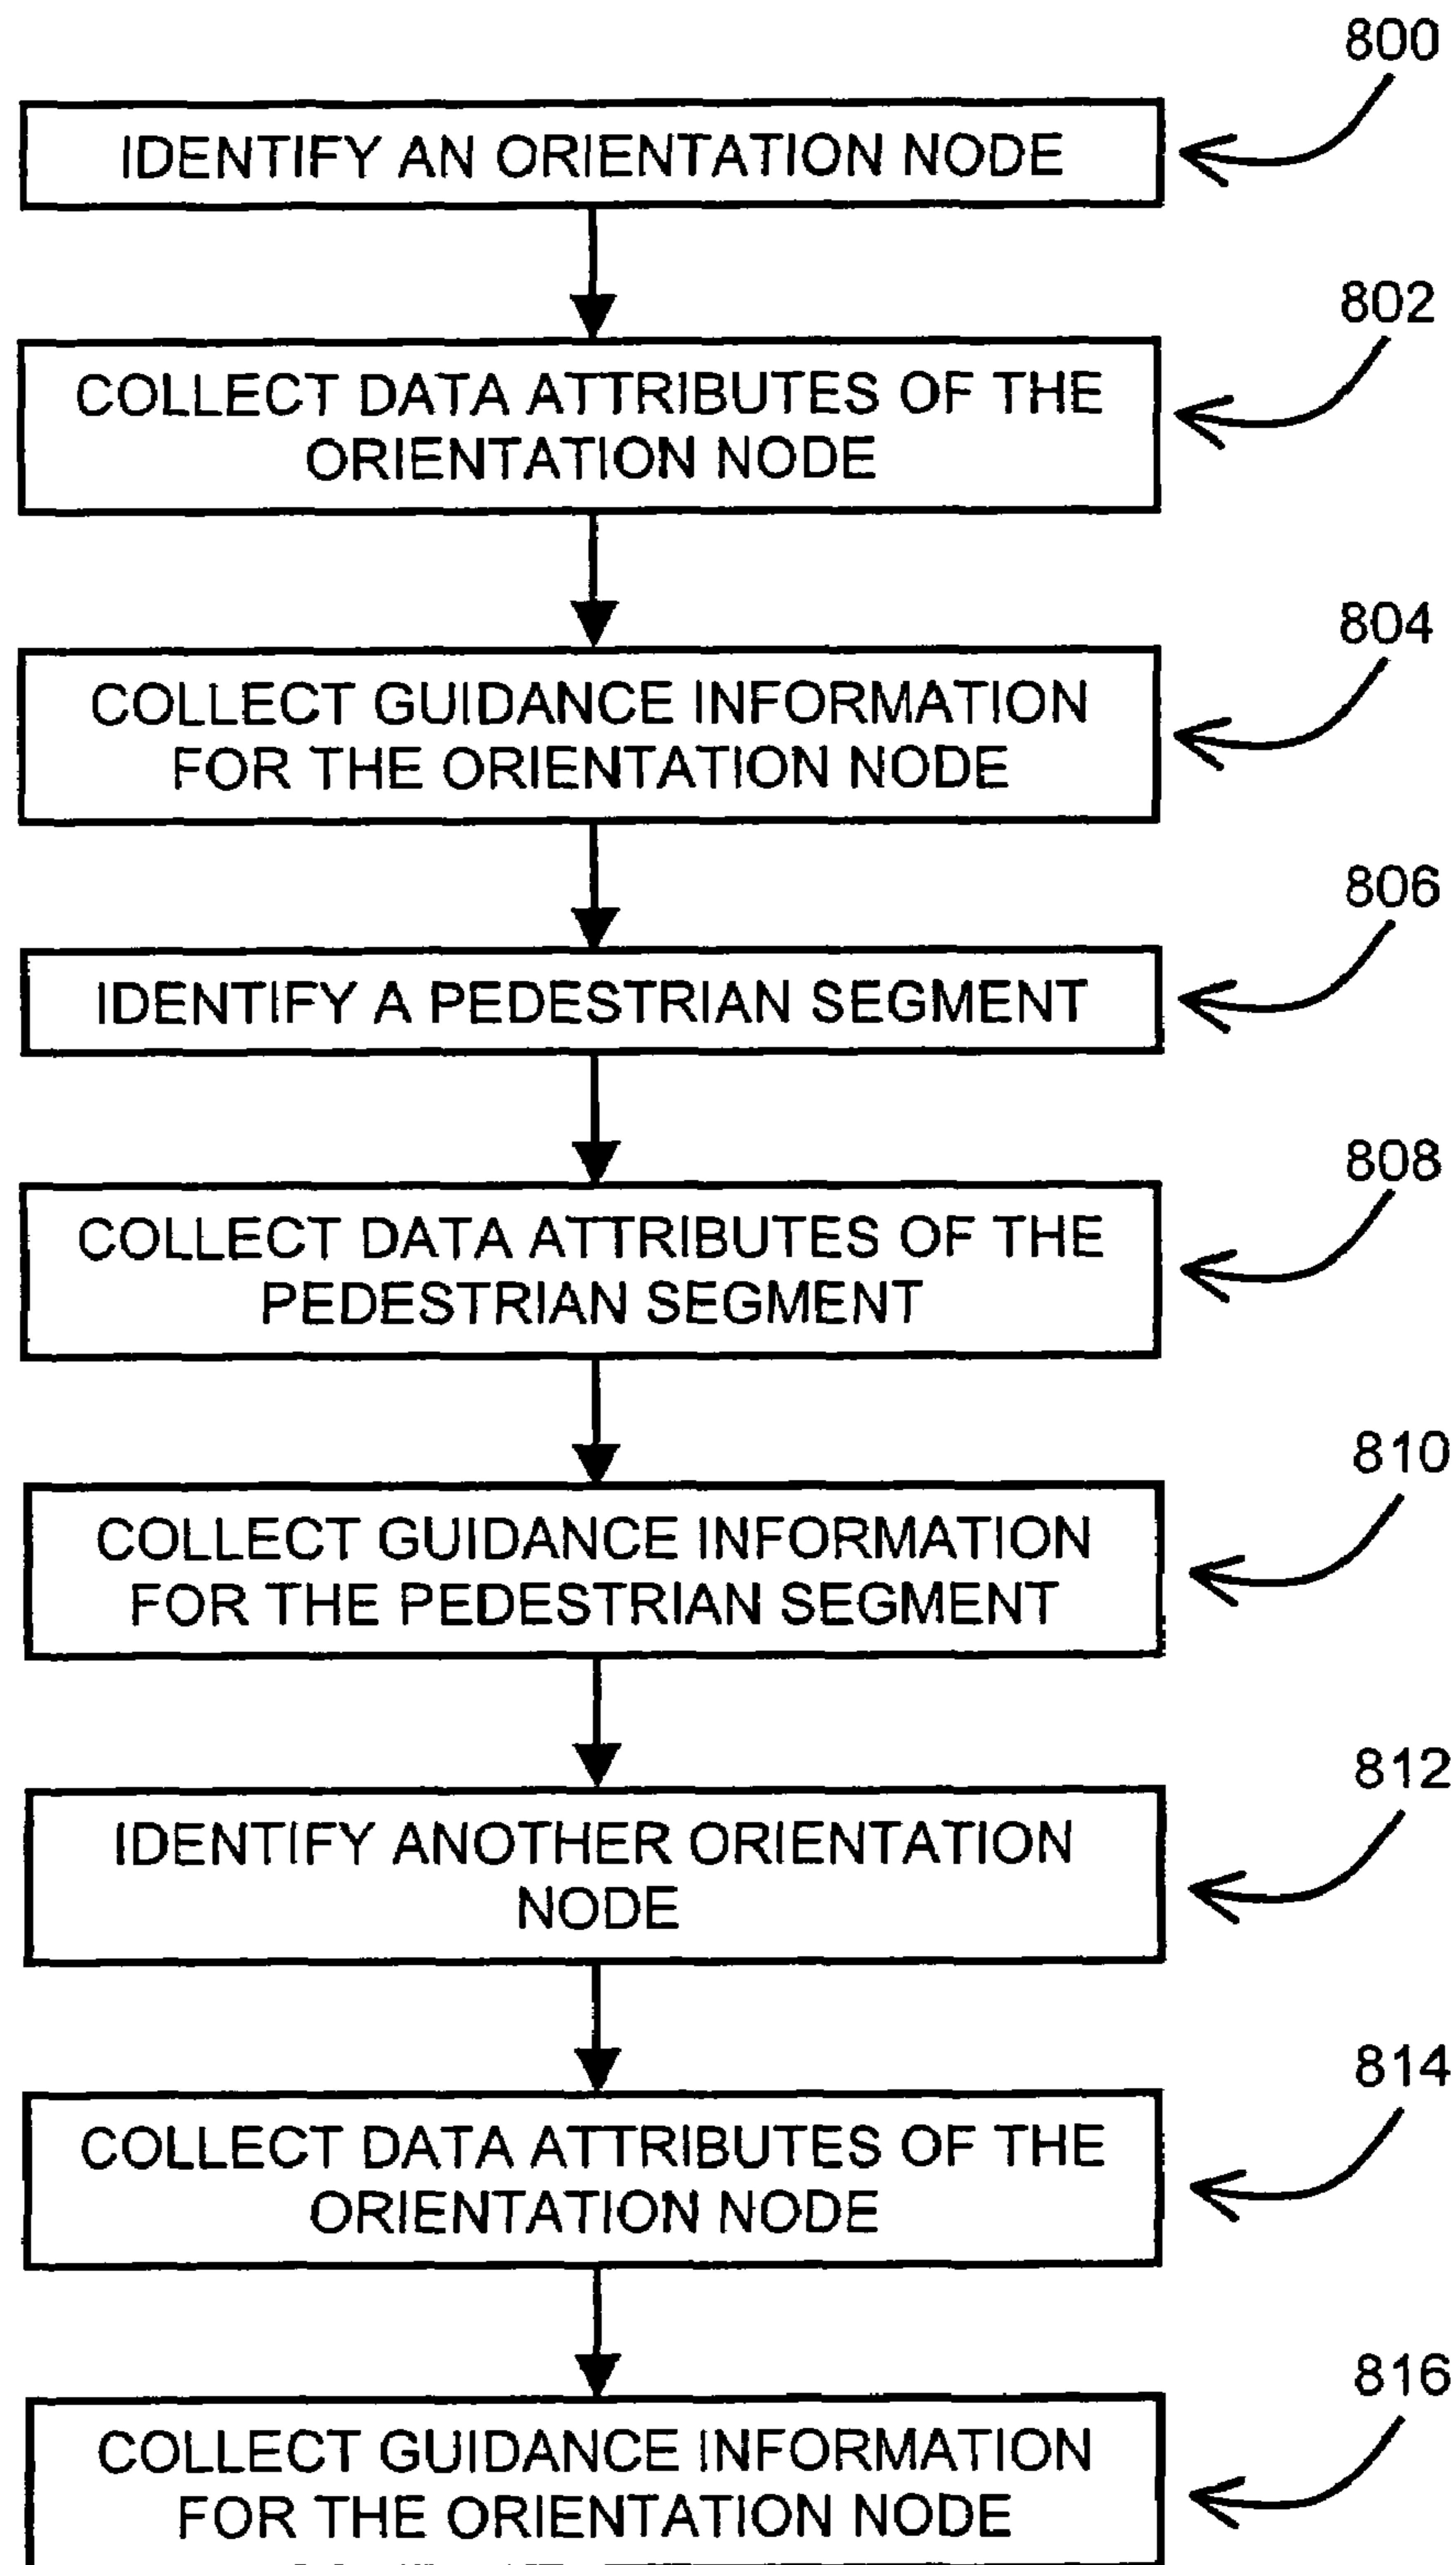 800
IDENTIFY AN ORIENTATION NODE
802
COLLECT DATA ATTRIBUTES OF THE
ORIENTATION NODE
804
COLLECT GUIDANCE INFORMATION
FOR THE ORIENTATION NODE
806
IDENTIFY A PEDESTRIAN SEGMENT
808
COLLECT DATA ATTRIBUTES OF THE
PEDESTRIAN SEGMENT
810
COLLECT GUIDANCE INFORMATION
FOR THE PEDESTRIAN SEGMENT
812
IDENTIFY ANOTHER ORIENTATION
NODE
814
COLLECT DATA ATTRIBUTES OF THE
ORIENTATION NODE
816
COLLECT GUIDANCE INFORMATION
FOR THE ORIENTATION NODE